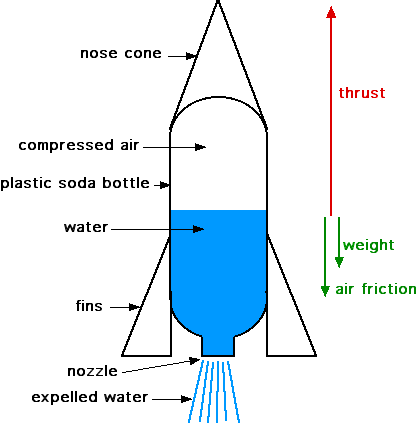 nose cone
thrust
compressed air
plastic soda bottle
water
weight
air friction
fins
nozzle
expelled water